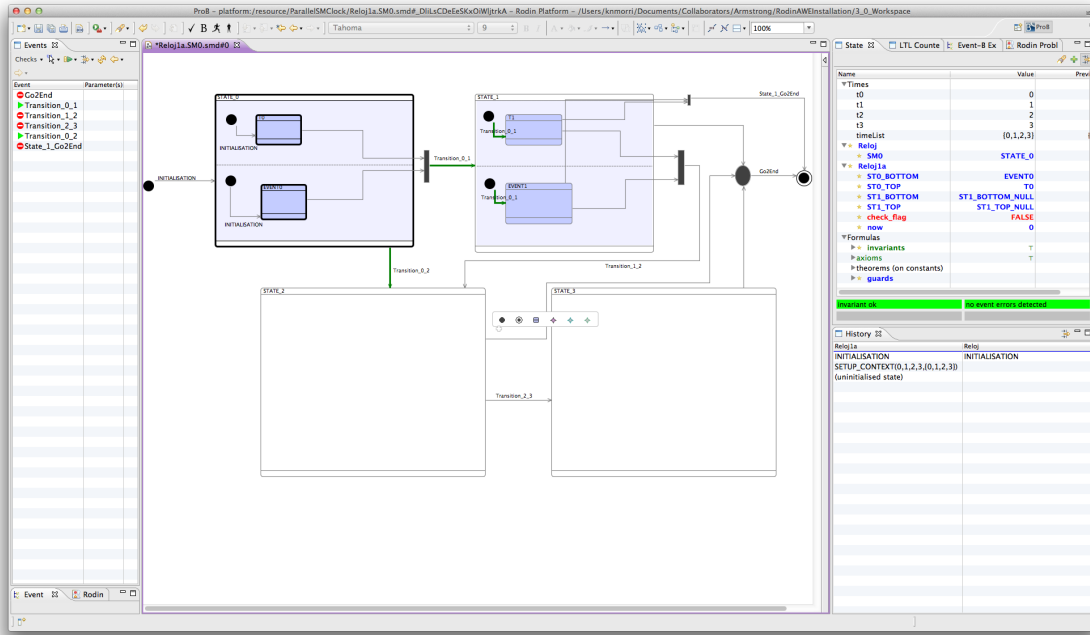 ProB - platform:/resource/ParallelSMClock/Reloj1a.SM0.smd#_DliLsCDeEeSKxOiWIjtrkA - Rodin Platform - /Users/knmorri/Documents/Collaborators/Armstrong/RodinAWEInstallation/3_0_Workspace
Tahoma
9
100%
ProB
Events
*Reloj1a.SM0.smd#0
State
LTL Counte
Event-B Ex
Rodin Probl
Checks
Event
Parameter(s)
Go2End
Transition_0_1
Transition_1_2
Transition_2_3
Transition_0_2
State_1_Go2End
INITIALISATION
STATE_0
T0
INITIALISATION
EVENT0
INITIALISATION
Transition_0_1
STATE_1
T1
Transition_0_1
EVENT1
Transition_0_1
State_1_Go2End
Go2End
Transition_0_2
Transition_1_2
STATE_2
STATE_3
Transition_2_3
Name
Value
Previ
Times
t0 0
t1 1
t2 2
t3 3
timeList {0,1,2,3}
Reloj
SM0 STATE_0
Reloj1a
ST0_BOTTOM EVENT0
ST0_TOP T0
ST1_BOTTOM ST1_BOTTOM_NULL
ST1_TOP ST1_TOP_NULL
check_flag FALSE
now 0
Formulas
invariants ⊤
axioms ⊤
theorems (on constants)
guards
invariant ok
no event errors detected
History
Reloj1a
Reloj
INITIALISATION INITIALISATION
SETUP_CONTEXT(0,1,2,3,{0,1,2,3})
(uninitialised state)
Event
Rodin